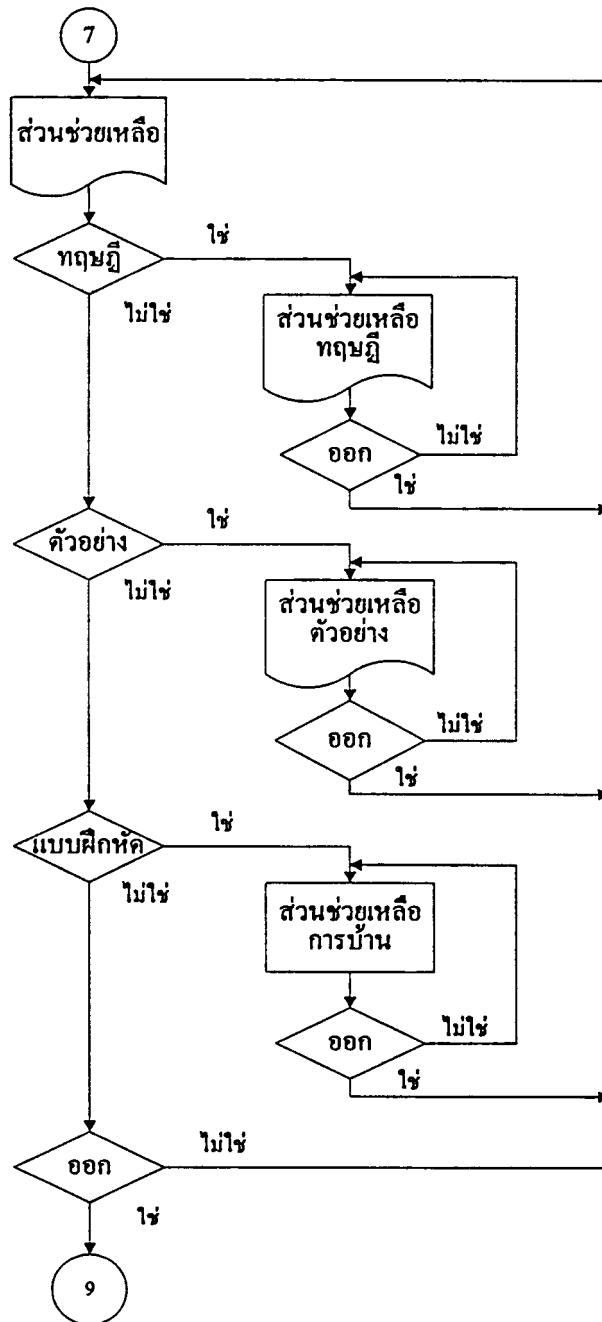 7
ส่วนช่วยเหลือ
ทฤษฎี
ใช่
ไม่ใช่
ส่วนช่วยเหลือ
ทฤษฎี
ออก
ไม่ใช่
ใช่
ตัวอย่าง
ใช่
ไม่ใช่
ส่วนช่วยเหลือ
ตัวอย่าง
ออก
ไม่ใช่
ใช่
แบบฝึกหัด
ใช่
ไม่ใช่
ส่วนช่วยเหลือ
การบ้าน
ออก
ไม่ใช่
ใช่
ออก
ไม่ใช่
ใช่
9